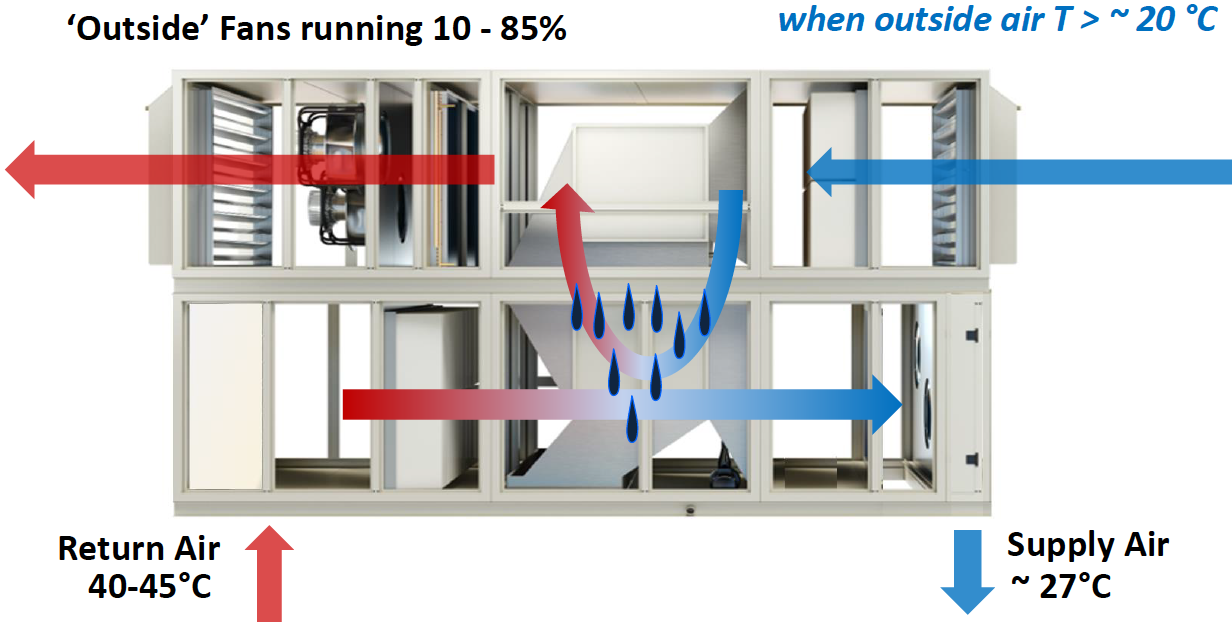 ‘Outside’ Fans running 10 - 85%
when outside air T > ~ 20 °C
Return Air
40-45°C
Supply Air
~ 27°C